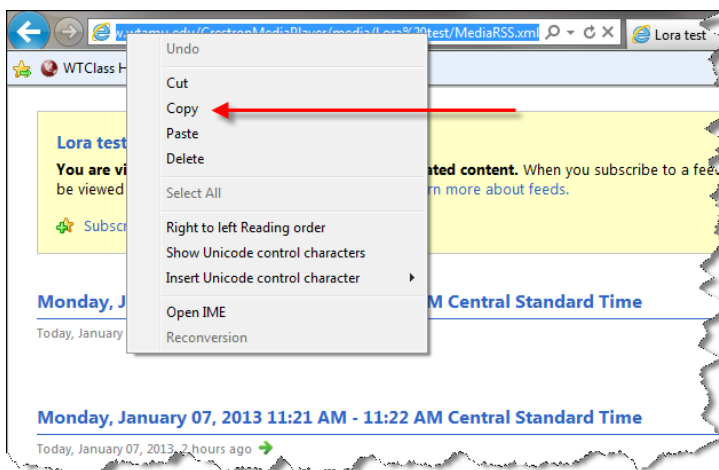 w.wtamu.edu/CrestronMediaPlayer/media/Lora%20test/MediaRSS.xml Lora test
WTClass H
Undo
Cut
Copy
Paste
Delete
Select All
Right to left Reading order
Show Unicode control characters
Insert Unicode control character
Open IME
Reconversion
Lora test
You are vi ated content. When you subscribe to a fee
be viewed rn more about feeds.
Subscr
Monday, J M Central Standard Time
Today, January
Monday, January 07, 2013 11:21 AM - 11:22 AM Central Standard Time
Today, January 07, 2013, 2 hours ago